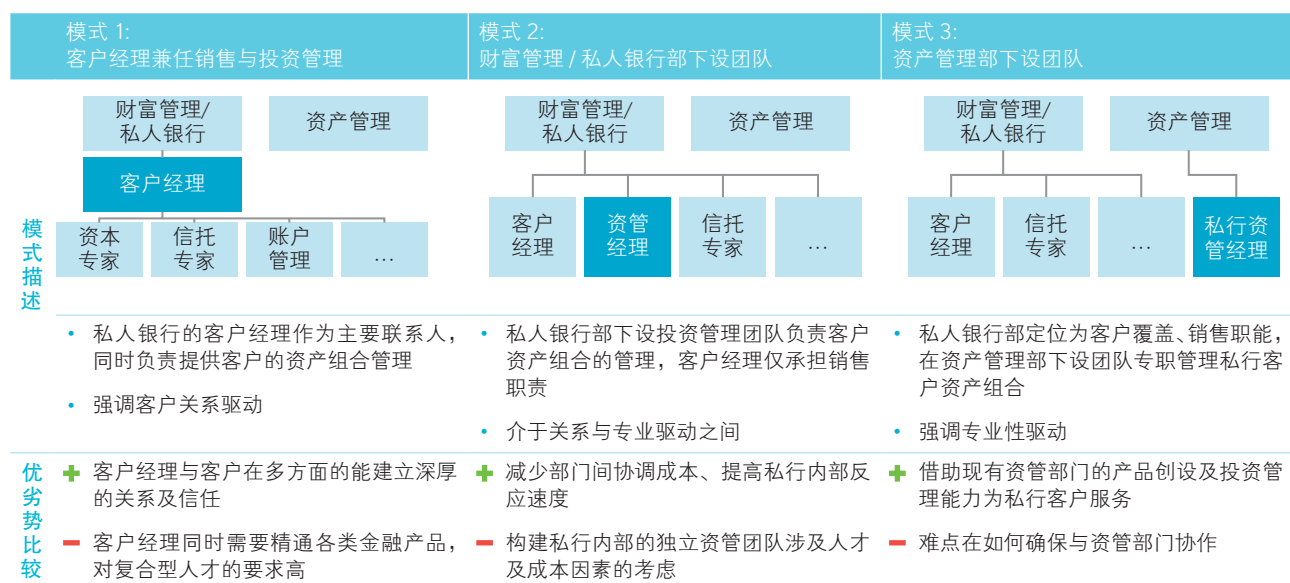 模式 1:
客户经理兼任销售与投资管理
模式 2:
财富管理 / 私人银行部下设团队
模式 3:
资产管理部下设团队
模式描述
财富管理/
私人银行
资产管理
客户经理
资本
专家
信托
专家
账户
管理
…
财富管理/
私人银行
资产管理
客户
经理
资管
经理
信托
专家
…
财富管理/
私人银行
资产管理
客户
经理
信托
专家
…
私行资
管经理
• 私人银行的客户经理作为主要联系人，
同时负责提供客户的资产组合管理
• 强调客户关系驱动
• 私人银行部下设投资管理团队负责客户
资产组合的管理，客户经理仅承担销售
职责
• 介于关系与专业驱动之间
• 私人银行部定位为客户覆盖、销售职能，
在资产管理部下设团队专职管理私行客
户资产组合
• 强调专业性驱动
优劣势比较
+ 客户经理与客户在多方面的能建立深厚
的关系及信任
− 客户经理同时需要精通各类金融产品，
对复合型人才的要求高
+ 减少部门间协调成本、提高私行内部反
应速度
− 构建私行内部的独立资管团队涉及人才
及成本因素的考虑
+ 借助现有资管部门的产品创设及投资管
理能力为私行客户服务
− 难点在如何确保与资管部门协作